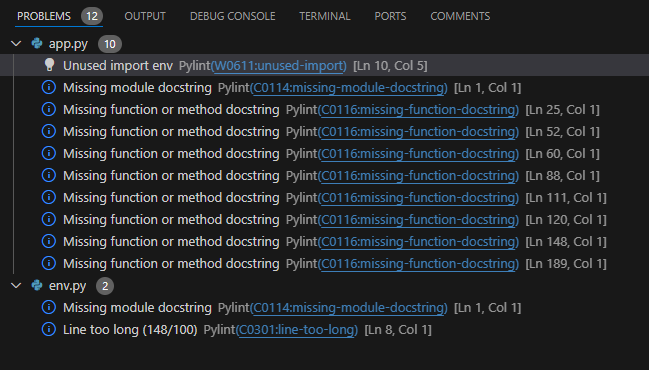 PROBLEMS 12 OUTPUT DEBUG CONSOLE TERMINAL PORTS COMMENTS
app.py 10
Unused import env Pylint(W0611:unused-import) [Ln 10, Col 5]
Missing module docstring Pylint(C0114:missing-module-docstring) [Ln 1, Col 1]
Missing function or method docstring Pylint(C0116:missing-function-docstring) [Ln 25, Col 1]
Missing function or method docstring Pylint(C0116:missing-function-docstring) [Ln 52, Col 1]
Missing function or method docstring Pylint(C0116:missing-function-docstring) [Ln 60, Col 1]
Missing function or method docstring Pylint(C0116:missing-function-docstring) [Ln 88, Col 1]
Missing function or method docstring Pylint(C0116:missing-function-docstring) [Ln 111, Col 1]
Missing function or method docstring Pylint(C0116:missing-function-docstring) [Ln 120, Col 1]
Missing function or method docstring Pylint(C0116:missing-function-docstring) [Ln 148, Col 1]
Missing function or method docstring Pylint(C0116:missing-function-docstring) [Ln 189, Col 1]
env.py 2
Missing module docstring Pylint(C0114:missing-module-docstring) [Ln 1, Col 1]
Line too long (148/100) Pylint(C0301:line-too-long) [Ln 8, Col 1]